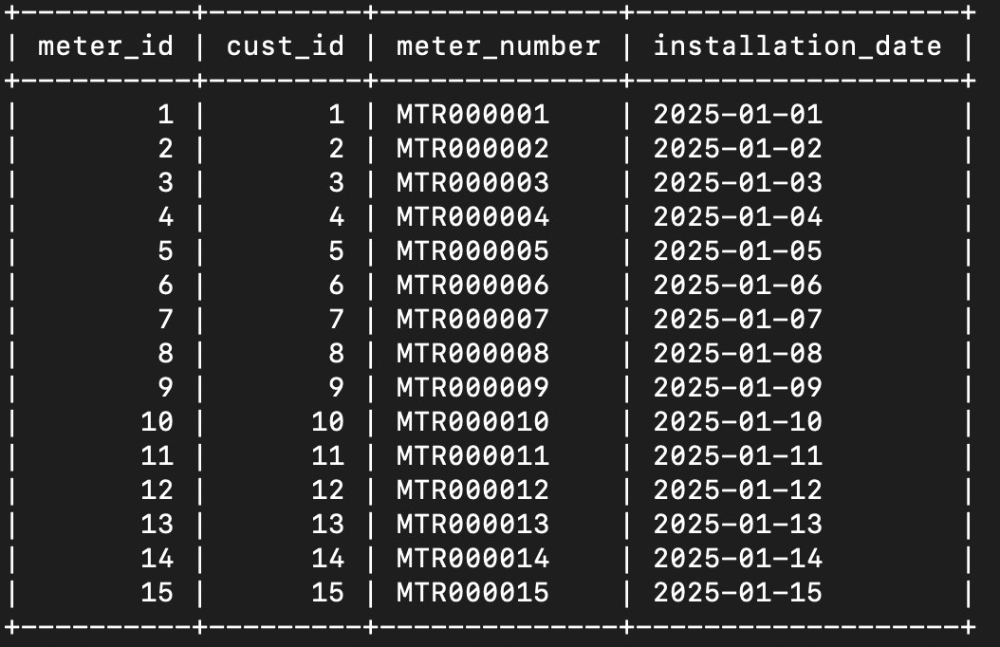 +----------+---------+--------------+-------------------+
| meter_id | cust_id | meter_number | installation_date |
+----------+---------+--------------+-------------------+
|        1 |       1 | MTR000001    | 2025-01-01        |
|        2 |       2 | MTR000002    | 2025-01-02        |
|        3 |       3 | MTR000003    | 2025-01-03        |
|        4 |       4 | MTR000004    | 2025-01-04        |
|        5 |       5 | MTR000005    | 2025-01-05        |
|        6 |       6 | MTR000006    | 2025-01-06        |
|        7 |       7 | MTR000007    | 2025-01-07        |
|        8 |       8 | MTR000008    | 2025-01-08        |
|        9 |       9 | MTR000009    | 2025-01-09        |
|       10 |      10 | MTR000010    | 2025-01-10        |
|       11 |      11 | MTR000011    | 2025-01-11        |
|       12 |      12 | MTR000012    | 2025-01-12        |
|       13 |      13 | MTR000013    | 2025-01-13        |
|       14 |      14 | MTR000014    | 2025-01-14        |
|       15 |      15 | MTR000015    | 2025-01-15        |
+----------+---------+--------------+-------------------+